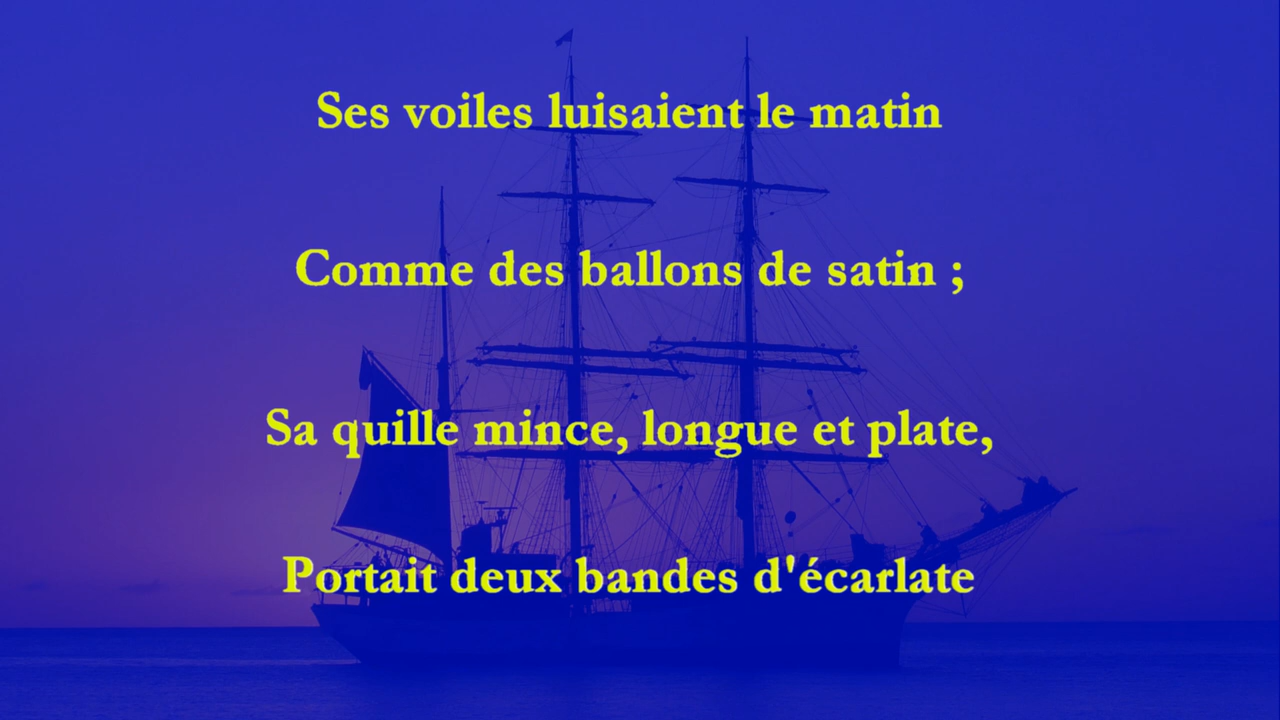 Ses voiles luisaient le matin
Comme des ballons de satin ;
Sa quille mince, longue et plate,
Portait deux bandes d'écarlate